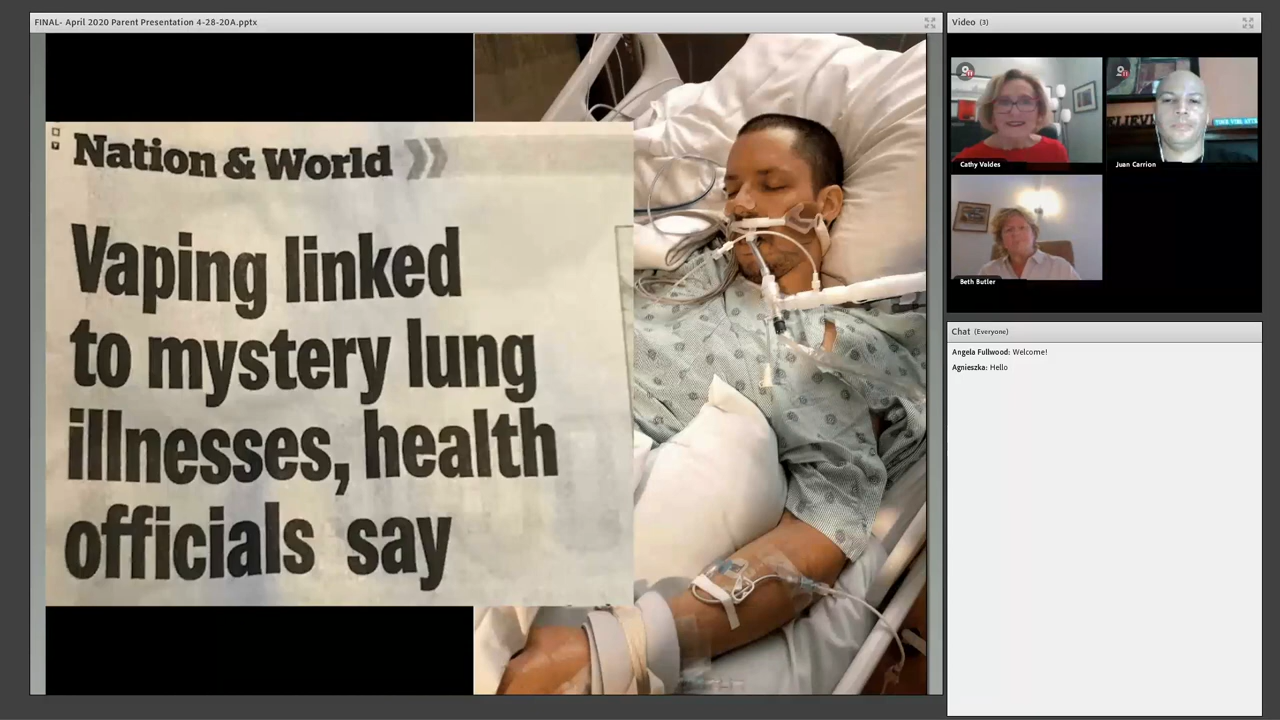 FINAL- April 2020 Parent Presentation 4-28-20A.pptx
Nation & World
Vaping linked
to mystery lung
illnesses, health
officials say
Video (3)
Cathy Valdes
Juan Carrion
Beth Butler
Chat (Everyone)
Angela Fullwood: Welcome!
Agnieszka: Hello